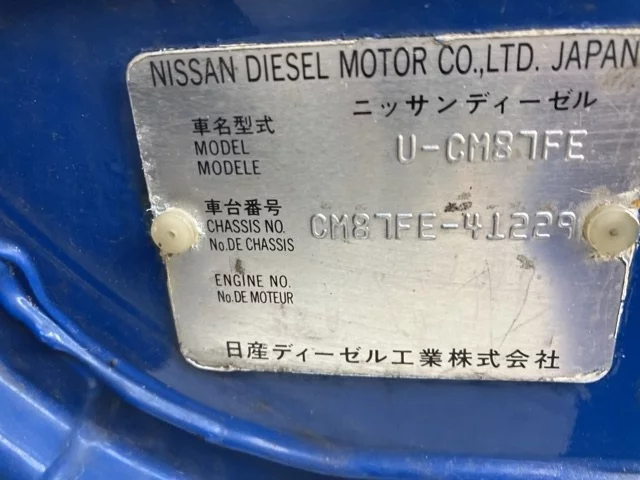 NISSAN DIESEL MOTOR CO.,LTD. JAPAN
ニッサンディーゼル
車名型式
MODEL
MODELE
U-CM87FE
車台番号
CHASSIS NO.
No.DE CHASSIS
CM87FE-41229
ENGINE NO.
No.DE MOTEUR
日産ディーゼル工業株式会社